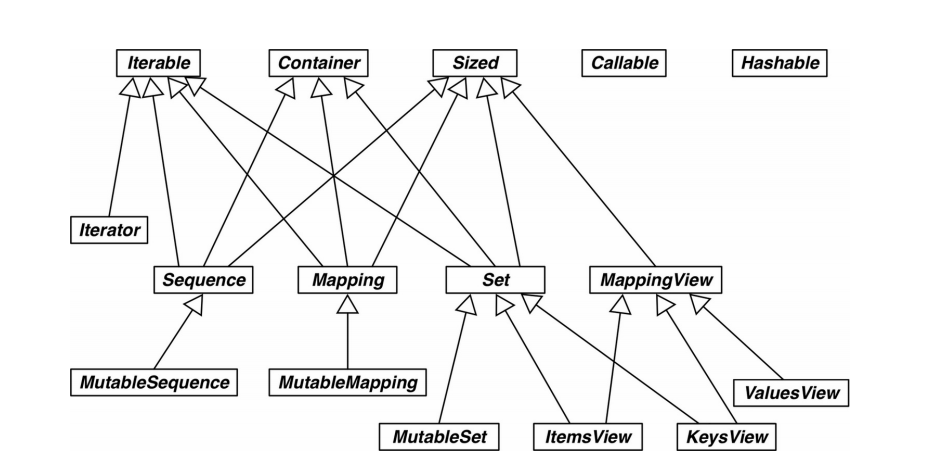 Iterable
Container
Sized
Callable
Hashable
Iterator
Sequence
Mapping
Set
MappingView
MutableSequence
MutableMapping
ValuesView
MutableSet
ItemsView
KeysView